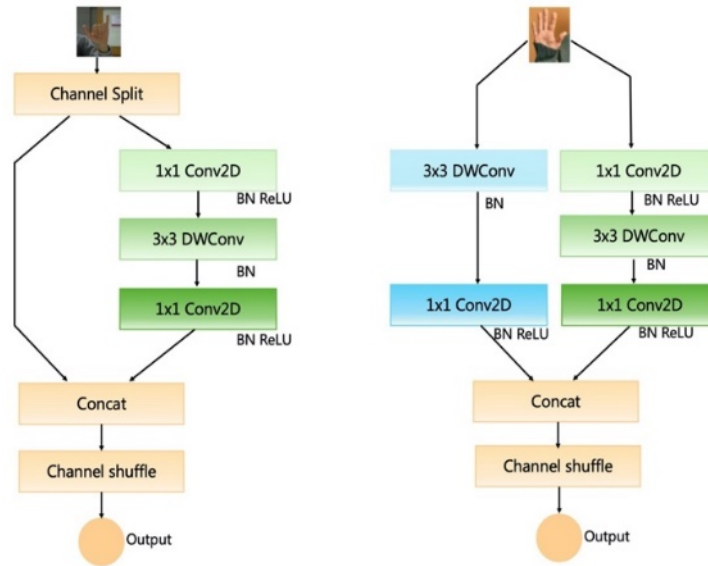 Channel Split
1x1 Conv2D
BN ReLU
3x3 DWConv
BN
1x1 Conv2D
BN ReLU
Concat
Channel shuffle
Output
3x3 DWConv
BN
1x1 Conv2D
BN ReLU
1x1 Conv2D
BN ReLU
3x3 DWConv
BN
1x1 Conv2D
BN ReLU
Concat
Channel shuffle
Output